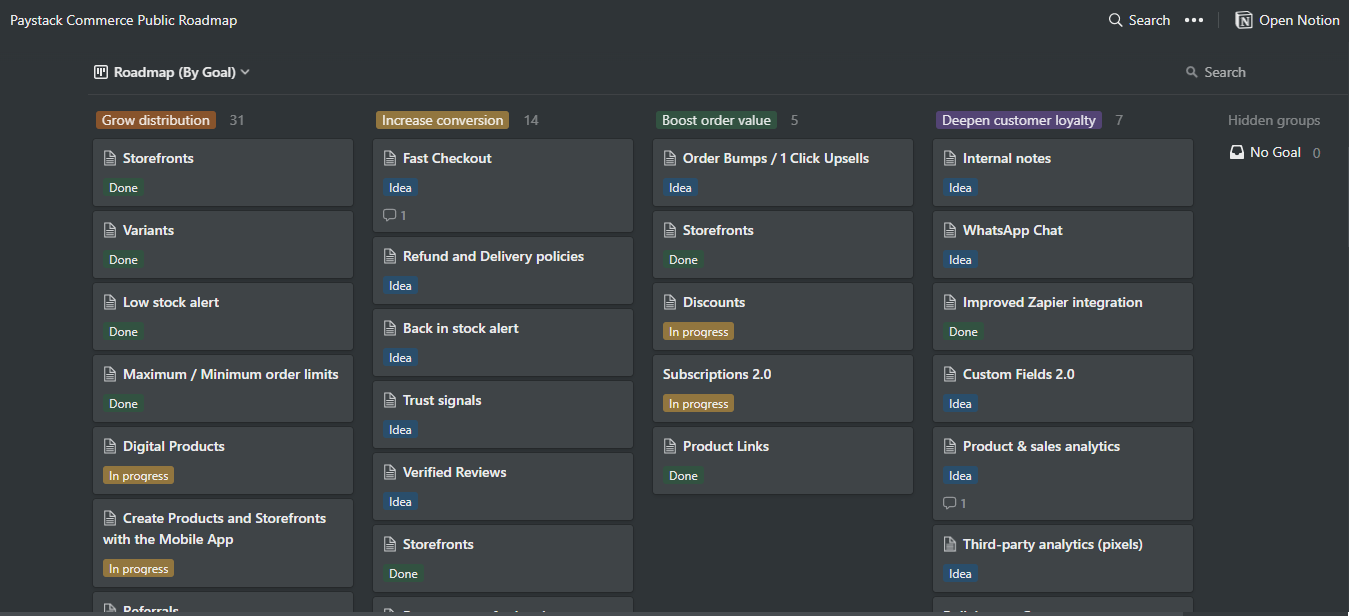 Paystack Commerce Public Roadmap
Search
Open Notion
Roadmap (By Goal)
Search
Grow distribution 31
Storefronts
Done
Variants
Done
Low stock alert
Done
Maximum / Minimum order limits
Done
Digital Products
In progress
Create Products and Storefronts
with the Mobile App
In progress
Referrals
Increase conversion 14
Fast Checkout
Idea
1
Refund and Delivery policies
Idea
Back in stock alert
Idea
Trust signals
Idea
Verified Reviews
Idea
Storefronts
Done
Boost order value 5
Order Bumps / 1 Click Upsells
Idea
Storefronts
Done
Discounts
In progress
Subscriptions 2.0
In progress
Product Links
Done
Deepen customer loyalty 7
Internal notes
Idea
WhatsApp Chat
Idea
Improved Zapier integration
Done
Custom Fields 2.0
Idea
Product & sales analytics
Idea
1
Third-party analytics (pixels)
Idea
Hidden groups
No Goal 0